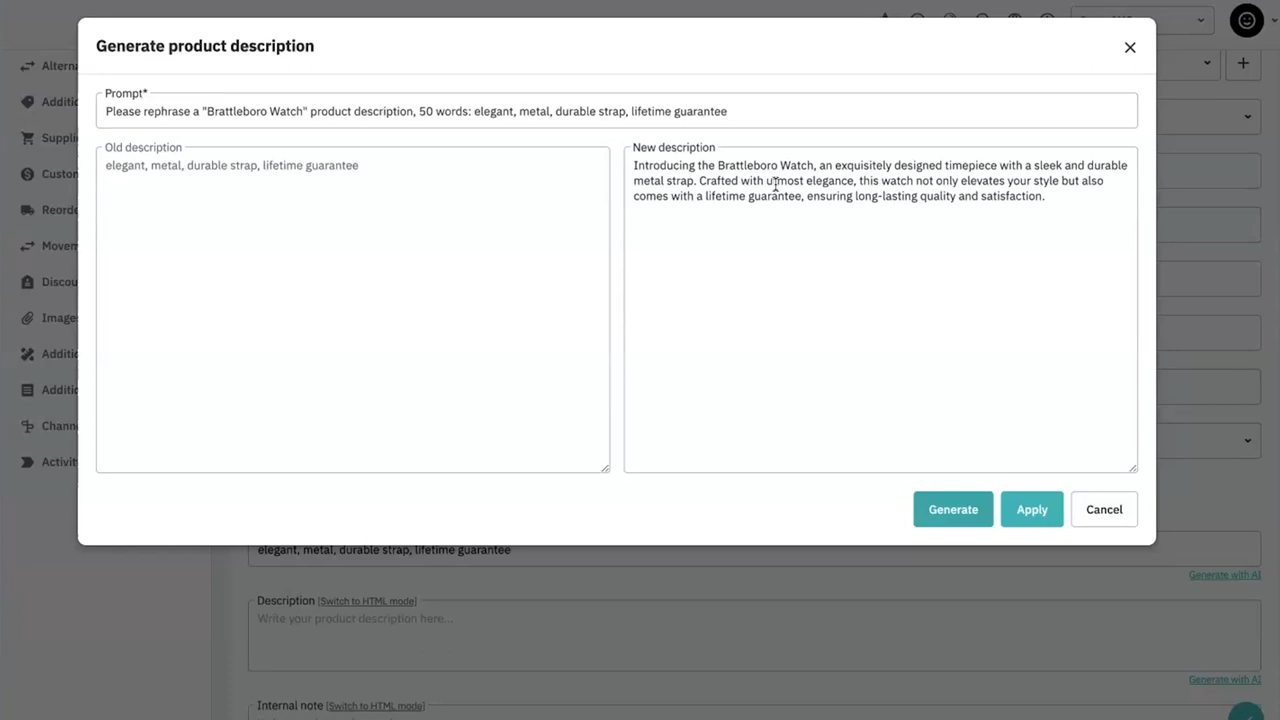 Generate product description
Prompt*
Please rephrase a "Brattleboro Watch" product description, 50 words: elegant, metal, durable strap, lifetime guarantee
Old description
elegant, metal, durable strap, lifetime guarantee
New description
Introducing the Brattleboro Watch, an exquisitely designed timepiece with a sleek and durable
metal strap. Crafted with utmost elegance, this watch not only elevates your style but also
comes with a lifetime guarantee, ensuring long-lasting quality and satisfaction.
Generate
Apply
Cancel
Alterna
Additio
Supplie
Custom
Reorde
Movem
Discou
Images
Additio
Additio
Chann
Activit
elegant, metal, durable strap, lifetime guarantee
Generate with AI
Description [Switch to HTML mode]
Write your product description here...
Generate with AI
Internal note [Switch to HTML mode]